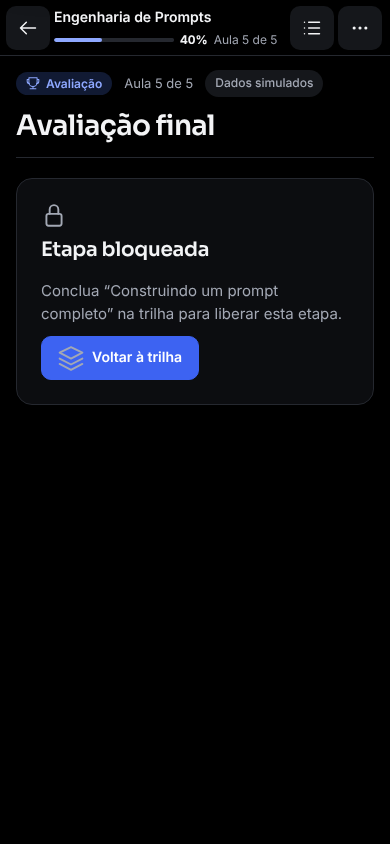 Engenharia de Prompts
40% Aula 5 de 5
Avaliação Aula 5 de 5 Dados simulados
Avaliação final
Etapa bloqueada
Conclua “Construindo um prompt
completo” na trilha para liberar esta etapa.
Voltar à trilha